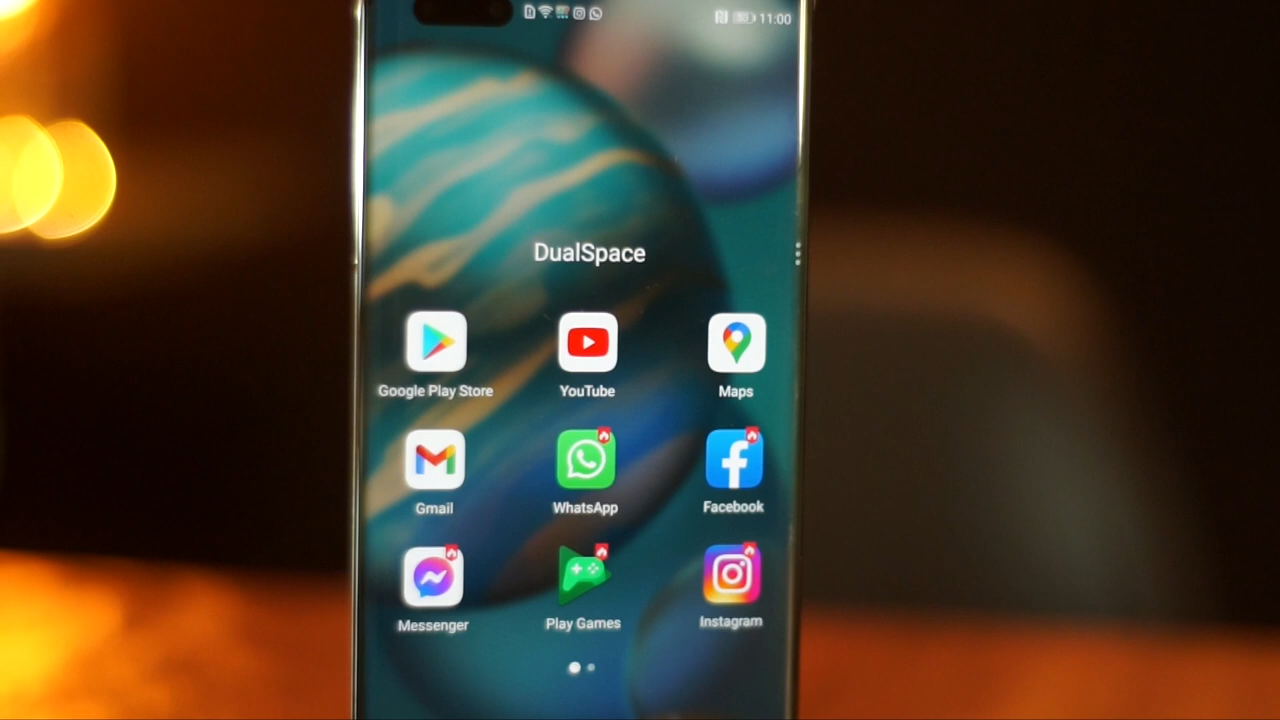 11:00
DualSpace
Google Play Store
YouTube
Maps
Gmail
WhatsApp
Facebook
Messenger
Play Games
Instagram